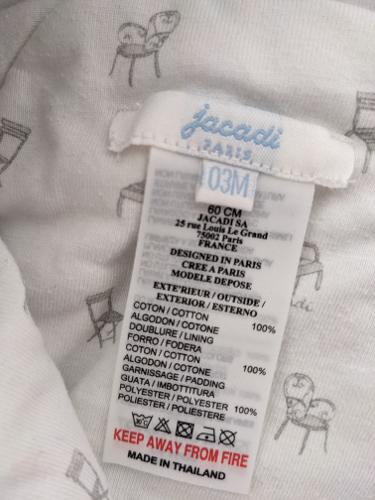 jacadi
PARIS
03M
60 CM
JACADI SA
25 rue Louis Le Grand
75002 Paris
FRANCE
DESIGNED IN PARIS
CREE A PARIS
MODELE DEPOSE
EXTE'RIEUR / OUTSIDE /
EXTERIOR / ESTERNO
COTON / COTTON 100%
ALGODON / COTONE
DOUBLURE / LINING
FORRO / FODERA
COTON / COTTON 100%
ALGODON / COTONE
GARNISSAGE / PADDING
GUATA / IMBOTTITURA
POLYESTER / POLYESTER 100%
POLIESTER / POLIESTERE
KEEP AWAY FROM FIRE
MADE IN THAILAND